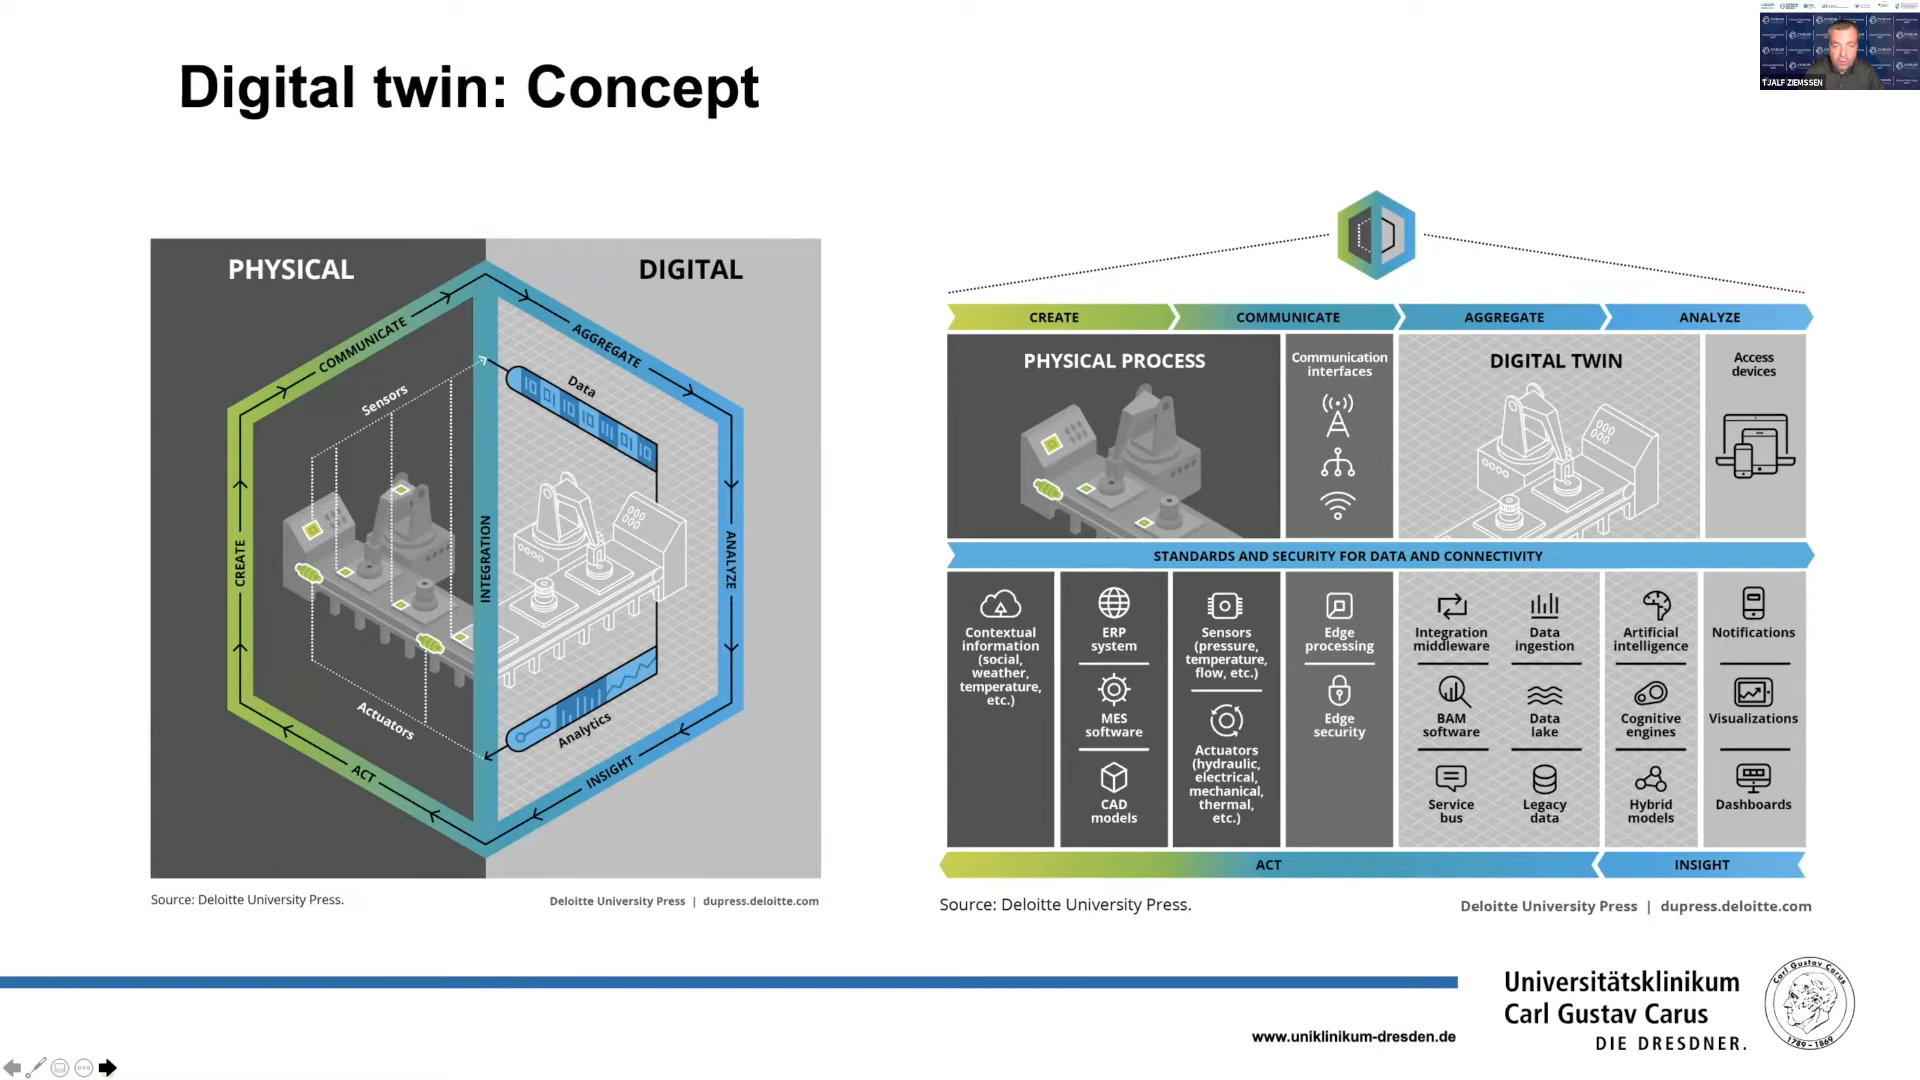 Digital twin: Concept
TJALF ZIEMSSEN
PHYSICAL
DIGITAL
COMMUNICATE
AGGREGATE
Sensors
Data
CREATE
INTEGRATION
ANALYZE
Actuators
Analytics
ACT
INSIGHT
Source: Deloitte University Press.
Deloitte University Press | dupress.deloitte.com
CREATE
COMMUNICATE
AGGREGATE
ANALYZE
PHYSICAL PROCESS
Communication
interfaces
DIGITAL TWIN
Access
devices
STANDARDS AND SECURITY FOR DATA AND CONNECTIVITY
Contextual
information
(social,
weather,
temperature,
etc.)
ERP
system
MES
software
CAD
models
Sensors
(pressure,
temperature,
flow, etc.)
Actuators
(hydraulic,
electrical,
mechanical,
thermal,
etc.)
Edge
processing
Edge
security
Integration
middleware
BAM
software
Service
bus
Data
ingestion
Data
lake
Legacy
data
Artificial
intelligence
Cognitive
engines
Hybrid
models
Notifications
Visualizations
Dashboards
ACT
INSIGHT
Source: Deloitte University Press.
Deloitte University Press | dupress.deloitte.com
www.uniklinikum-dresden.de
Universitätsklinikum
Carl Gustav Carus
DIE DRESDNER.
Carl Gustav Carus
1789 - 1869